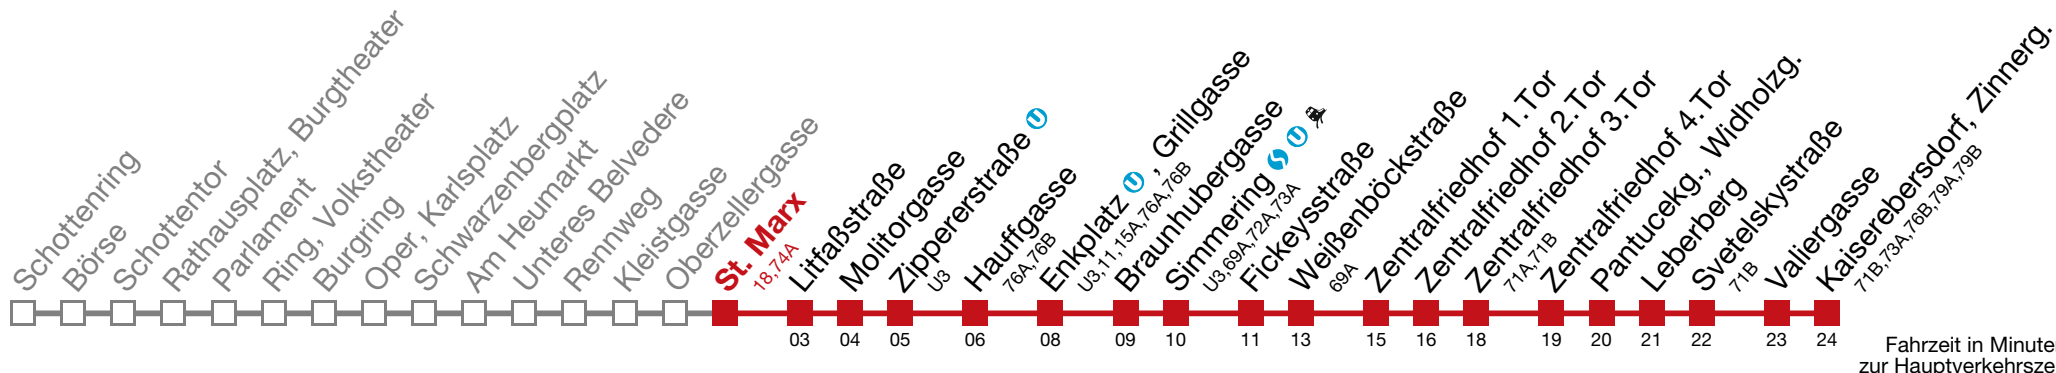 Schottenring
Börse
Schottentor
Rathausplatz, Burgtheater
Parlament
Ring, Volkstheater
Burgring
Oper, Karlsplatz
Schwarzenbergplatz
Am Heumarkt
Unteres Belvedere
Rennweg
Kleistgasse
Oberzellergasse
St. Marx
18,74A
Litfaßstraße
Molitorgasse
Zippererstraße U
U3
Hauffgasse
76A,76B
Enkplatz U, Grillgasse
U3,11,15A,76A,76B
Braunhubergasse
Simmering S U
U3,69A,72A,73A
Fickeysstraße
Weißenböckstraße
69A
Zentralfriedhof 1.Tor
Zentralfriedhof 2.Tor
Zentralfriedhof 3.Tor
71A,71B
Zentralfriedhof 4.Tor
Pantucekg., Widholzg.
Leberberg
Svetelskystraße
71B
Valiergasse
Kaiserebersdorf, Zinnerg.
71B,73A,76B,79A,79B
03 04 05 06 08 09 10 11 13 15 16 18 19 20 21 22 23 24
Fahrzeit in Minuten
zur Hauptverkehrsze